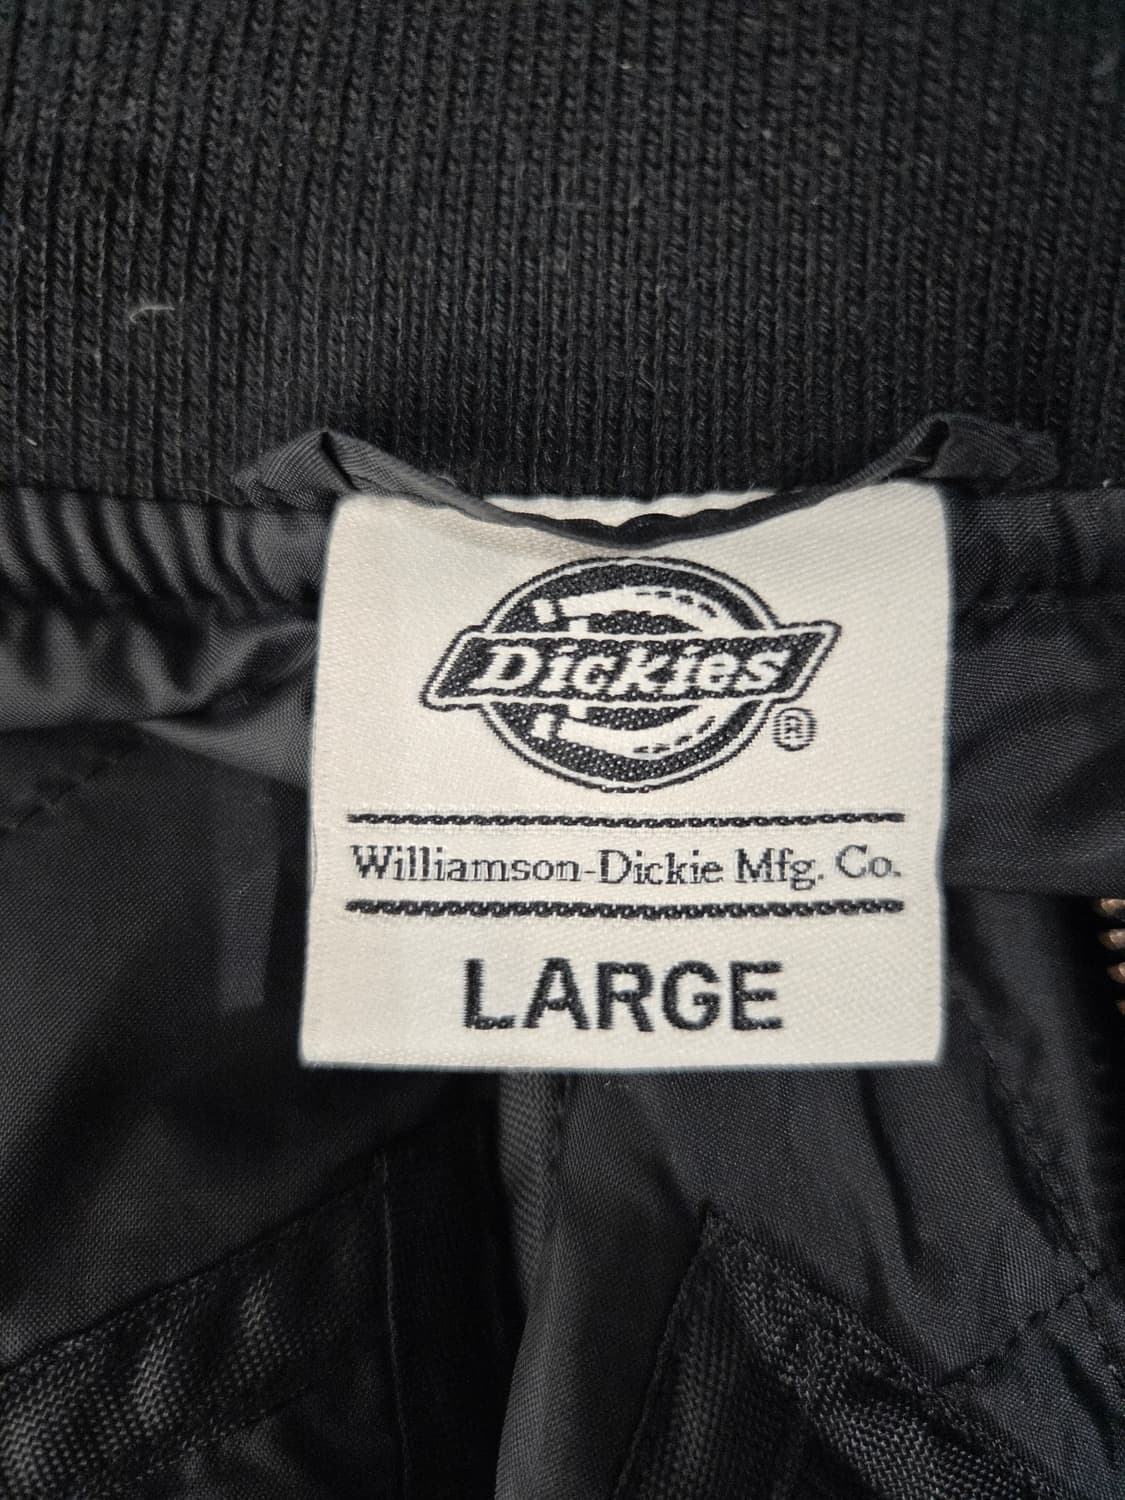 Dickies
®
Williamson-Dickie Mfg. Co.
LARGE